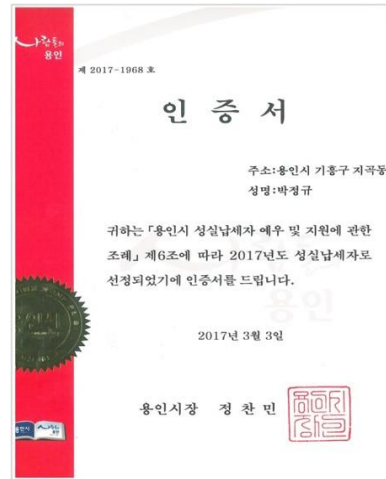 사람들의
용인
제 2017-1968 호
인 증 서
주소:용인시 기흥구 지곡동
성명:박정규
귀하는 「용인시 성실납세자 예우 및 지원에 관한
조례」 제6조에 따라 2017년도 성실납세자로
선정되었기에 인증서를 드립니다.
용인
2017년 3월 3일
용인시장 정 찬 민